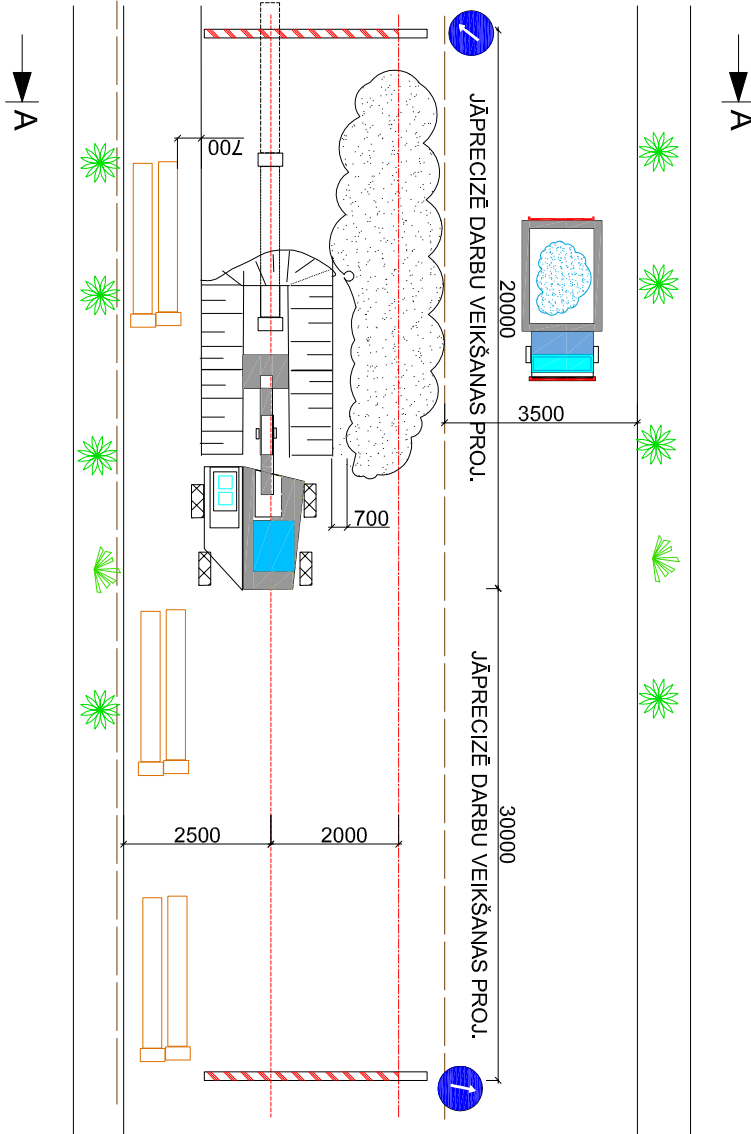 A
A
700
JĀPRECIZĒ DARBU VEIKŠANAS PROJ.
20000
3500
700
JĀPRECIZĒ DARBU VEIKŠANAS PROJ.
30000
2500
2000